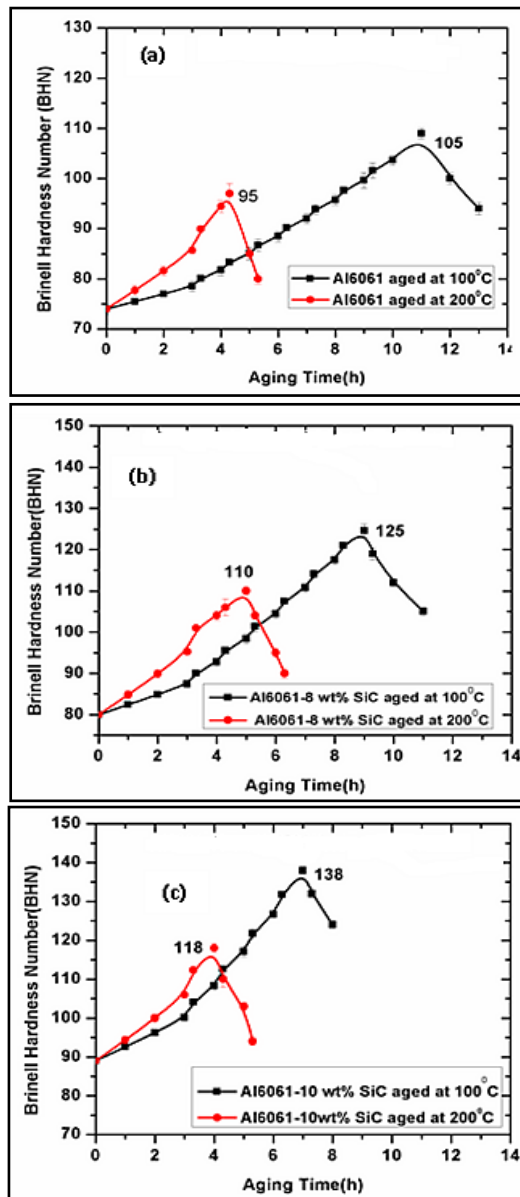 130
(a)
120
110
105
100
95
90
80
70
Brinell Hardness Number (BHN)
Al6061 aged at 100°C
Al6061 aged at 200°C
0 2 4 6 8 10 12 14
Aging Time(h)
150
140
(b)
130
125
120
110
110
100
90
80
70
Brinell Hardness Number(BHN)
Al6061-8 wt% SiC aged at 100°C
Al6061-8 wt% SiC aged at 200°C
0 2 4 6 8 10 12 14
Aging Time(h)
150
140
(c)
138
130
120
118
110
100
90
80
70
Brinell Hardness Number(BHN)
Al6061-10 wt% SiC aged at 100°
Al6061-10wt% SiC aged at 200°C
0 2 4 6 8 10 12 14
Aging Time(h)